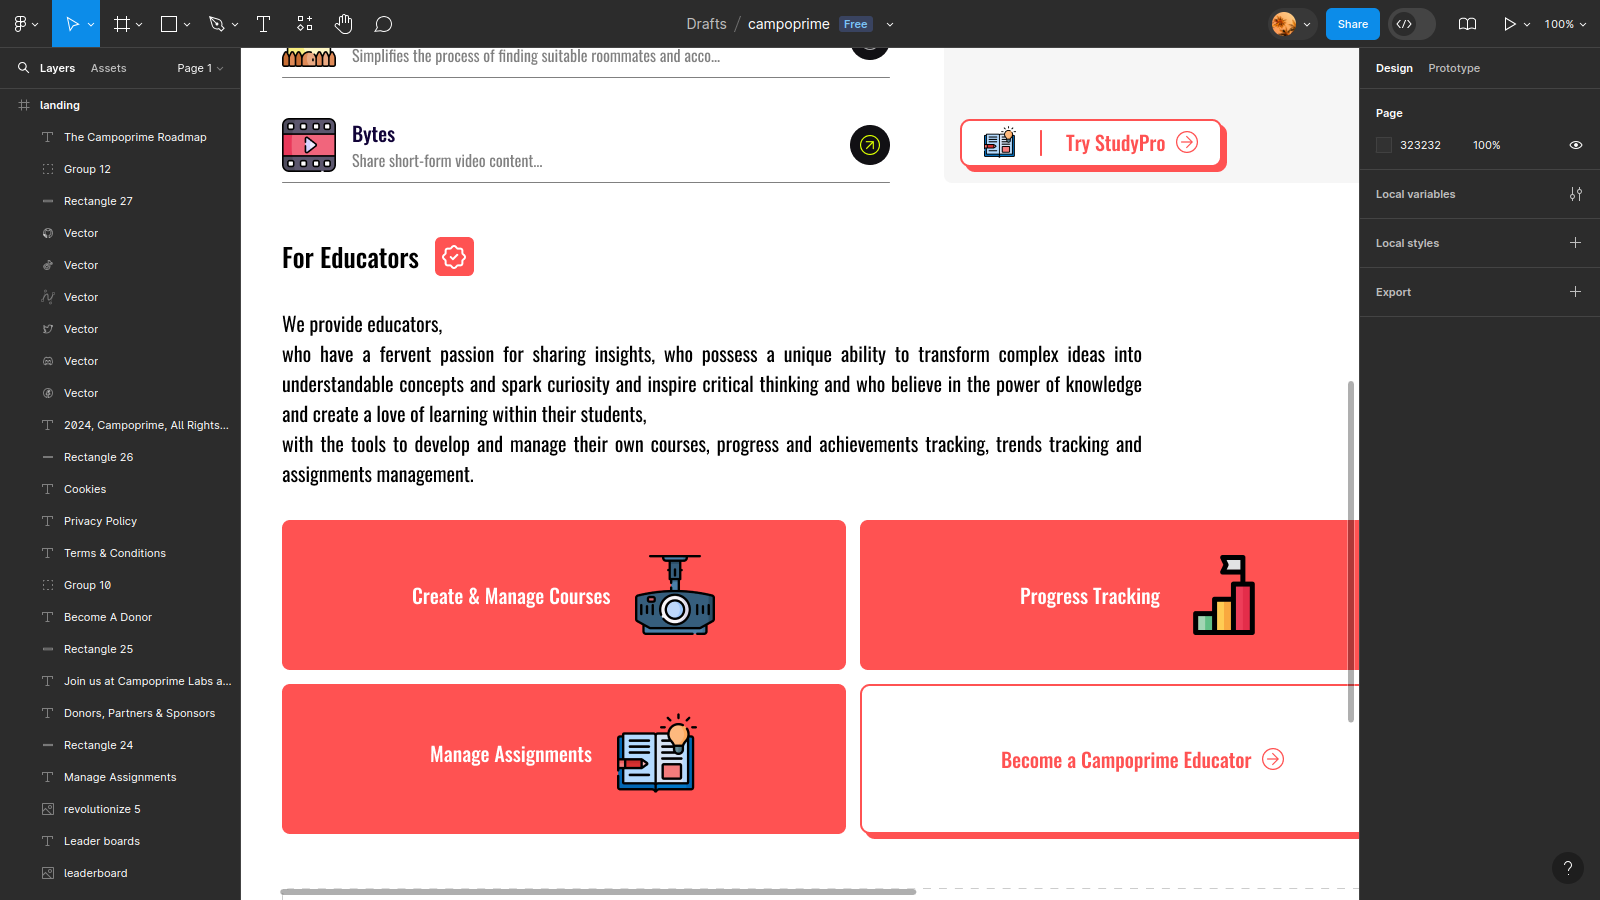 Drafts / campoprime Free
Share
100%
Layers
Assets
Page 1
landing
The Campoprime Roadmap
Group 12
Rectangle 27
Vector
Vector
Vector
Vector
Vector
Vector
2024, Campoprime, All Rights...
Rectangle 26
Cookies
Privacy Policy
Terms & Conditions
Group 10
Become A Donor
Rectangle 25
Join us at Campoprime Labs a...
Donors, Partners & Sponsors
Rectangle 24
Manage Assignments
revolutionize 5
Leader boards
leaderboard
Simplifies the process of finding suitable roommates and acco...
Bytes
Share short-form video content...
Try StudyPro
For Educators
We provide educators,
who have a fervent passion for sharing insights, who possess a unique ability to transform complex ideas into
understandable concepts and spark curiosity and inspire critical thinking and who believe in the power of knowledge
and create a love of learning within their students,
with the tools to develop and manage their own courses, progress and achievements tracking, trends tracking and
assignments management.
Create & Manage Courses
Progress Tracking
Manage Assignments
Become a Campoprime Educator
Design
Prototype
Page
323232
100%
Local variables
Local styles
Export
?